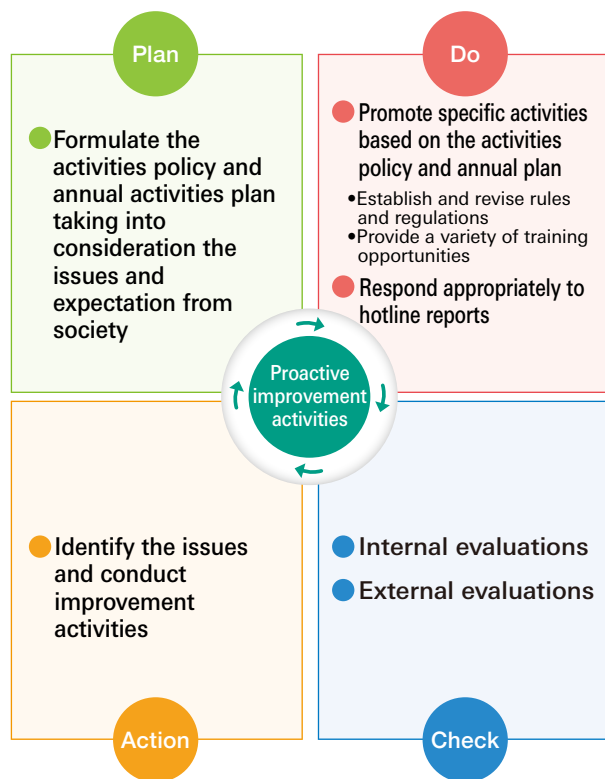 Plan
Formulate the
activities policy and
annual activities plan
taking into
consideration the
issues and
expectation from
society
Do
Promote specific activities
based on the activities
policy and annual plan
•Establish and revise rules
and regulations
•Provide a variety of training
opportunities
Respond appropriately to
hotline reports
Proactive
improvement
activities
Identify the issues
and conduct
improvement
activities
Action
Internal evaluations
External evaluations
Check